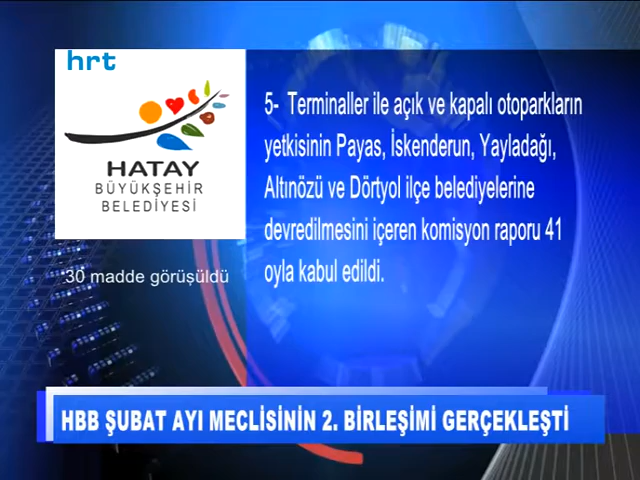 hrt
HATAY
BÜYÜKŞEHİR
BELEDİYESİ
30 madde görüşüldü
5- Terminaller ile açık ve kapalı otoparkların
yetkisinin Payas, İskenderun, Yayladağı,
Altınözü ve Dörtyol ilçe belediyelerine
devredilmesini içeren komisyon raporu 41
oyla kabul edildi.
HBB ŞUBAT AYI MECLİSİNİN 2. BİRLEŞİMİ GERÇEKLEŞTİ